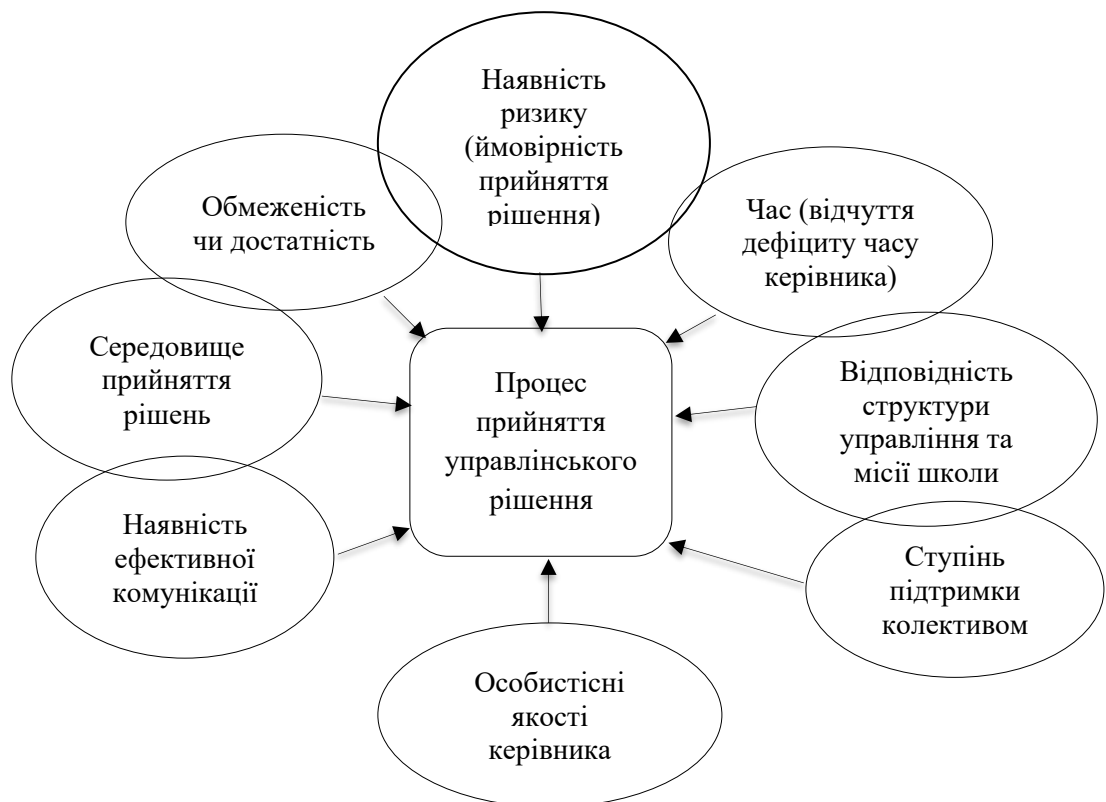 Наявність
ризику
(ймовірність
прийняття
рішення)
Обмеженість
чи достатність
Час (відчуття
дефіциту часу
керівника)
Середовище
прийняття
рішень
Процес
прийняття
управлінського
рішення
Відповідність
структури
управління та
місії школи
Наявність
ефективної
комунікації
Ступінь
підтримки
колективом
Особистісні
якості
керівника